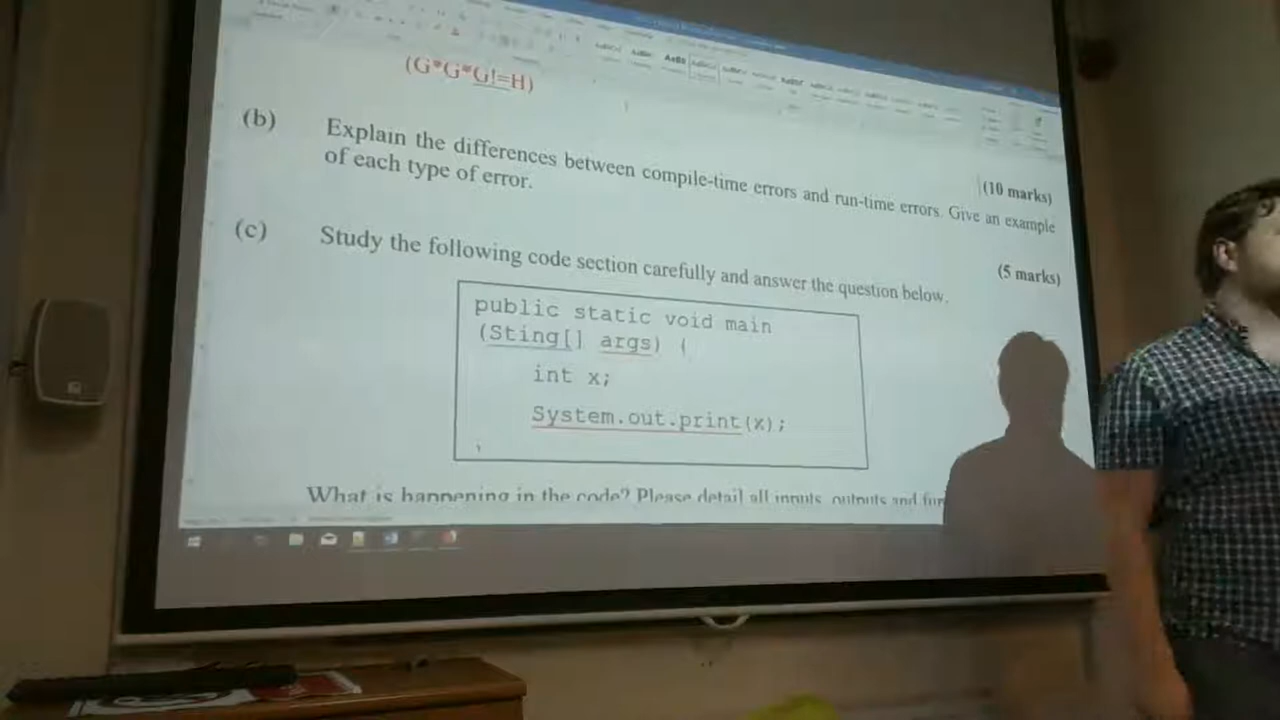 (G*G*G!=H)
(10 marks)
(b) Explain the differences between compile-time errors and run-time errors. Give an example
of each type of error.
(5 marks)
(c) Study the following code section carefully and answer the question below.
public static void main
(Sting[] args) {
int x;
System.out.print(x);
}
What is happening in the code? Please detail all inputs, outputs and